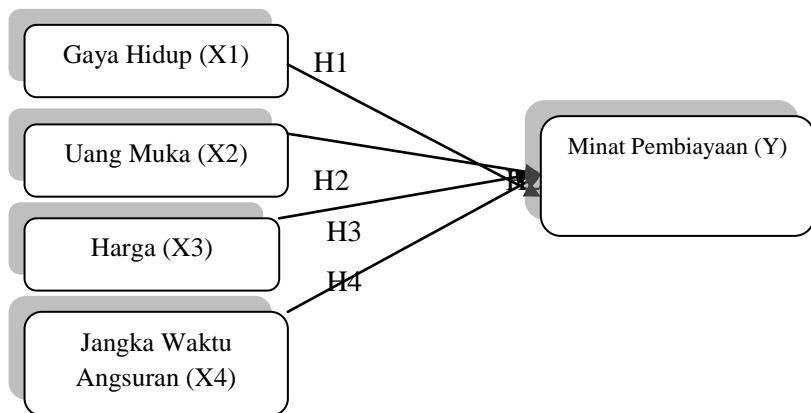 Gaya Hidup (X1)
H1
Uang Muka (X2)
H2
Minat Pembiayaan (Y)
Harga (X3)
H3
H4
Jangka Waktu
Angsuran (X4)